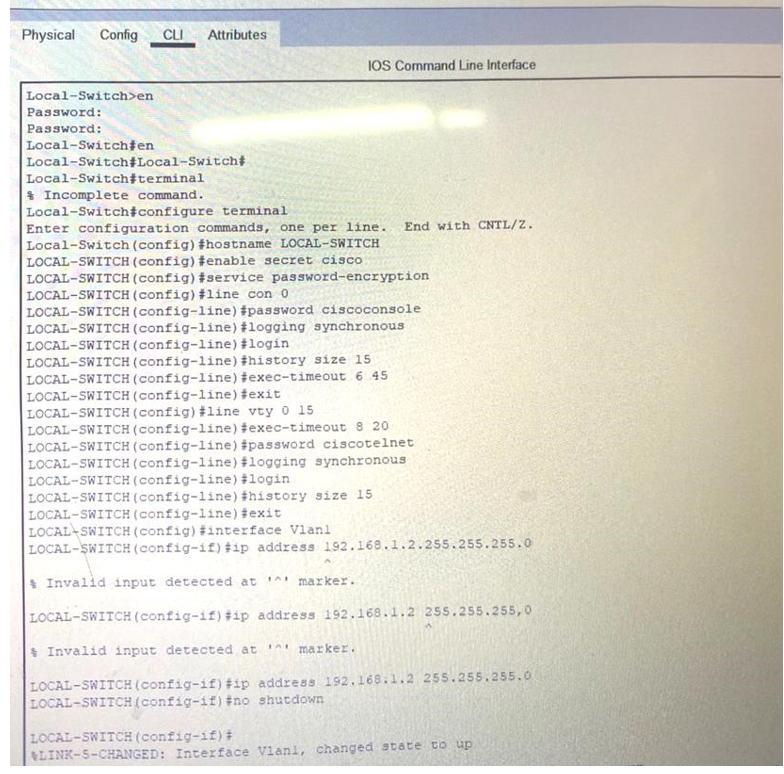 Physical Config CLI Attributes
IOS Command Line Interface
Local-Switch>en
Password:
Password:
Local-Switch#en
Local-Switch#Local-Switch#
Local-Switch#terminal
% Incomplete command.
Local-Switch#configure terminal
Enter configuration commands, one per line. End with CNTL/Z.
Local-Switch(config)#hostname LOCAL-SWITCH
LOCAL-SWITCH(config)#enable secret cisco
LOCAL-SWITCH(config)#service password-encryption
LOCAL-SWITCH(config)#line con 0
LOCAL-SWITCH(config-line)#password ciscoconsole
LOCAL-SWITCH(config-line)#logging synchronous
LOCAL-SWITCH(config-line)#login
LOCAL-SWITCH(config-line)#history size 15
LOCAL-SWITCH(config-line)#exec-timeout 6 45
LOCAL-SWITCH(config-line)#exit
LOCAL-SWITCH(config)#line vty 0 15
LOCAL-SWITCH(config-line)#exec-timeout 8 20
LOCAL-SWITCH(config-line)#password ciscotelnet
LOCAL-SWITCH(config-line)#logging synchronous
LOCAL-SWITCH(config-line)#login
LOCAL-SWITCH(config-line)#history size 15
LOCAL-SWITCH(config-line)#exit
LOCAL-SWITCH(config)#interface Vlan1
LOCAL-SWITCH(config-if)#ip address 192.168.1.2.255.255.255.0
^
% Invalid input detected at '^' marker.
LOCAL-SWITCH(config-if)#ip address 192.168.1.2 255.255.255,0
^
% Invalid input detected at '^' marker.
LOCAL-SWITCH(config-if)#ip address 192.168.1.2 255.255.255.0
LOCAL-SWITCH(config-if)#no shutdown
LOCAL-SWITCH(config-if)#
%LINK-5-CHANGED: Interface Vlan1, changed state to up